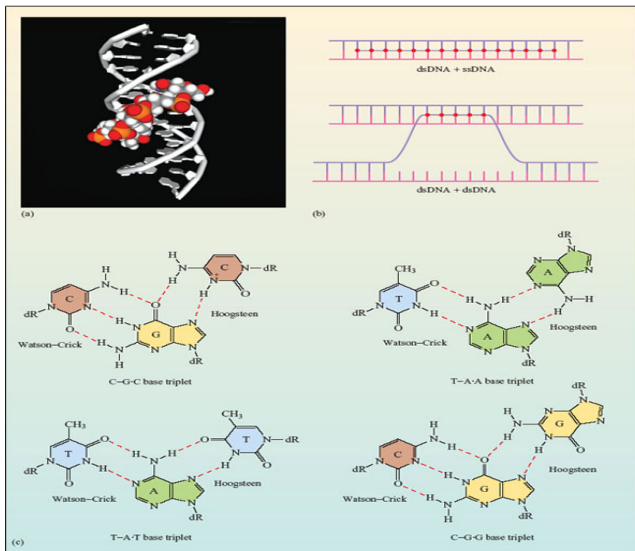 dsDNA + ssDNA
(a)
(b)
dsDNA + dsDNA
H
N
H
C
N
dR
O
G
N
H
N
H
N
N
N
H
H
C
N+
H
N
dR
O
N
dR
Watson–Crick
Hoogsteen
C–G·C base triplet
CH3
O
T
N
H
N
dR
O
H
N
H
N
A
N
N
N
dR
dR
N
N
A
N
N
N
H
H
Watson–Crick
Hoogsteen
T–A·A base triplet
CH3
O
T
N
H
N
dR
O
H
N
H
N
A
N
N
N
dR
CH3
O
T
N
H
N
dR
O
Watson–Crick
Hoogsteen
T–A·T base triplet
H
N
H
C
N
N
dR
O
O
H
N
G
N
N
N
dR
N
H
H
dR
N
N
G
N
N
H
O
H
N
H
Watson–Crick
Hoogsteen
C–G·G base triplet
(c)